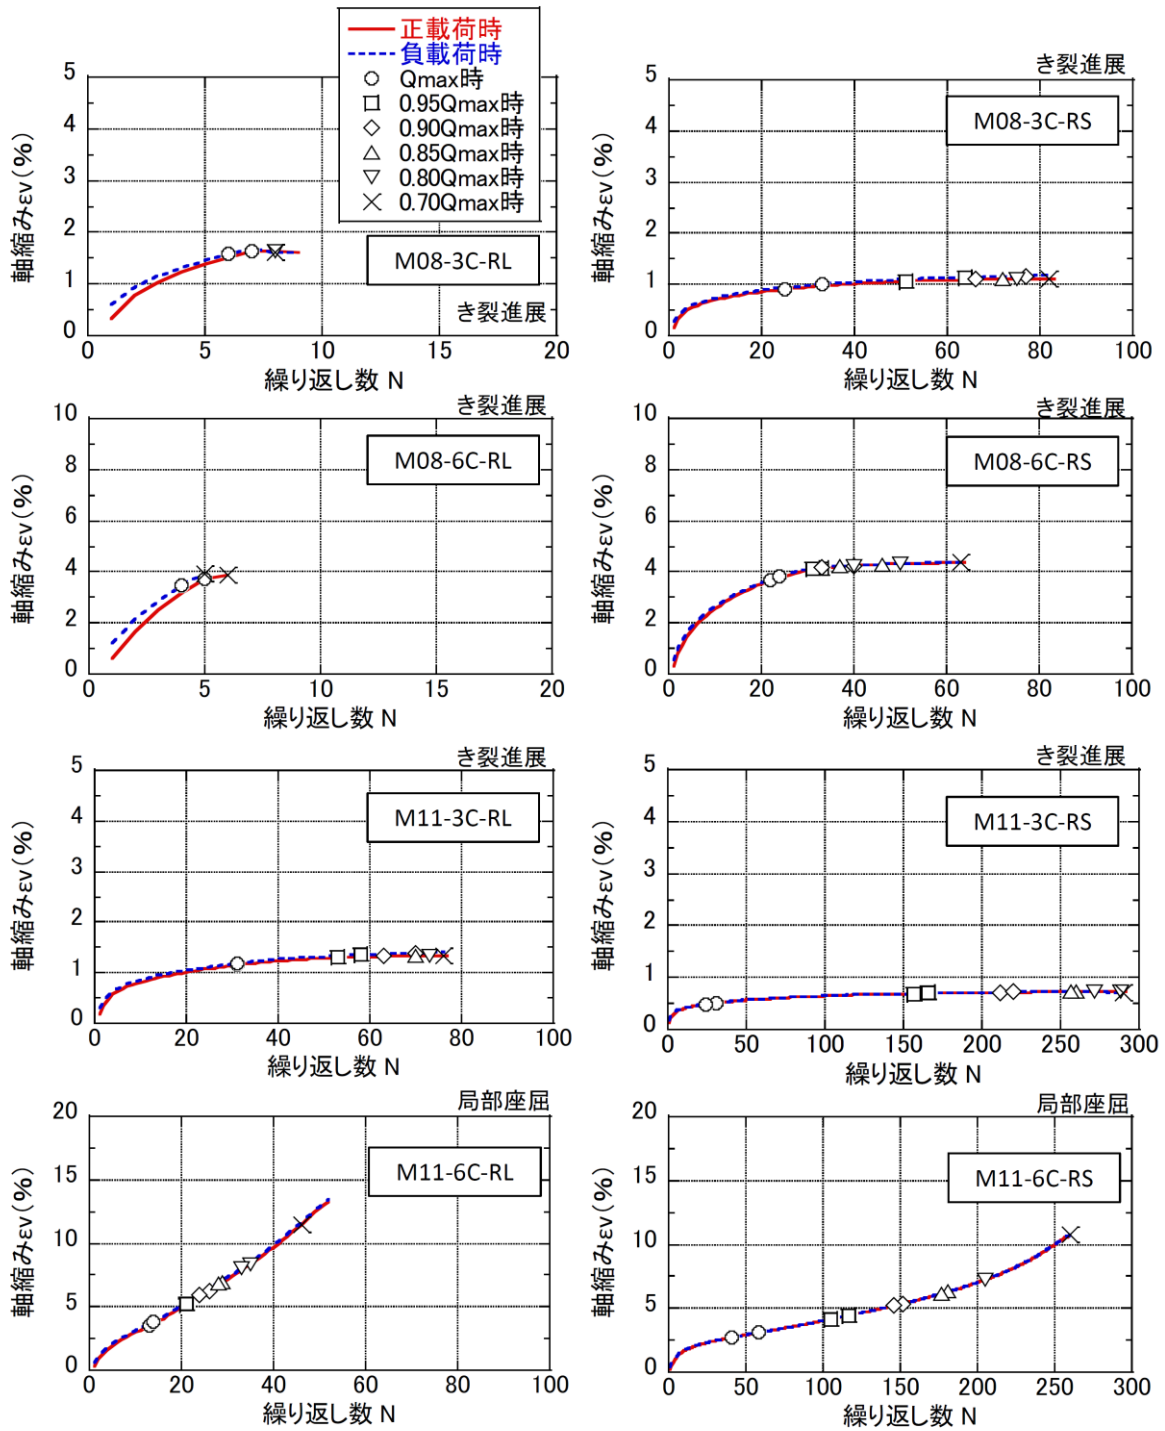 正載荷時
負載荷時
Qmax時
0.95Qmax時
0.90Qmax時
0.85Qmax時
0.80Qmax時
0.70Qmax時
5
4
3
2
1
0
軸縮みεv(%)
M08-3C-RL
き裂進展
0 5 10 15 20
繰り返し数 N
き裂進展
5
4
3
2
1
0
軸縮みεv(%)
M08-3C-RS
0 20 40 60 80 100
繰り返し数 N
き裂進展
10
8
6
4
2
0
軸縮みεv(%)
M08-6C-RL
0 5 10 15 20
繰り返し数 N
き裂進展
10
8
6
4
2
0
軸縮みεv(%)
M08-6C-RS
0 20 40 60 80 100
繰り返し数 N
き裂進展
5
4
3
2
1
0
軸縮みεv(%)
M11-3C-RL
0 20 40 60 80 100
繰り返し数 N
き裂進展
5
4
3
2
1
0
軸縮みεv(%)
M11-3C-RS
0 50 100 150 200 250 300
繰り返し数 N
局部座屈
20
15
10
5
0
軸縮みεv(%)
M11-6C-RL
0 20 40 60 80 100
繰り返し数 N
局部座屈
20
15
10
5
0
軸縮みεv(%)
M11-6C-RS
0 50 100 150 200 250 300
繰り返し数 N